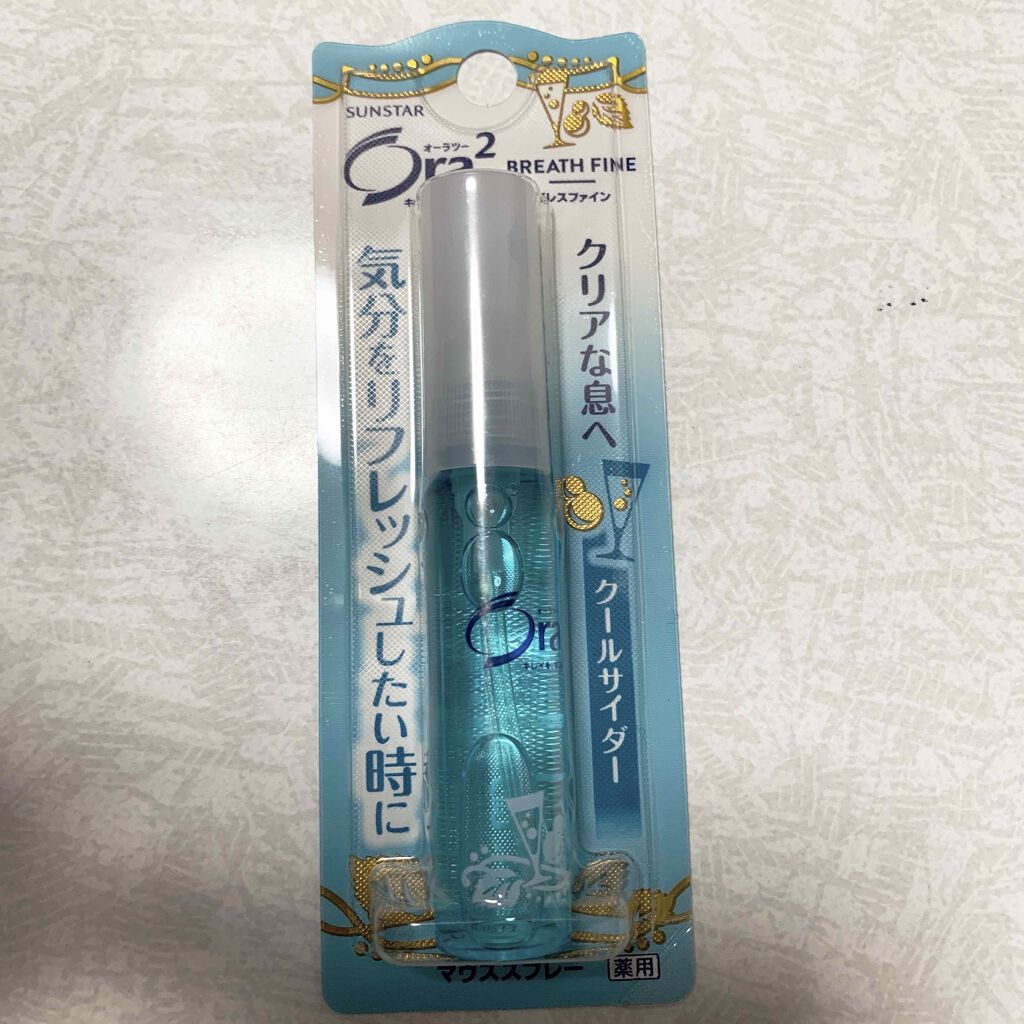 SUNSTAR
オーラツー
Ora²
BREATH FINE
レスファイン
気分をリフレッシュしたい時に
クリアな息へ
クールサイダー
Ora
マウススプレー
薬用